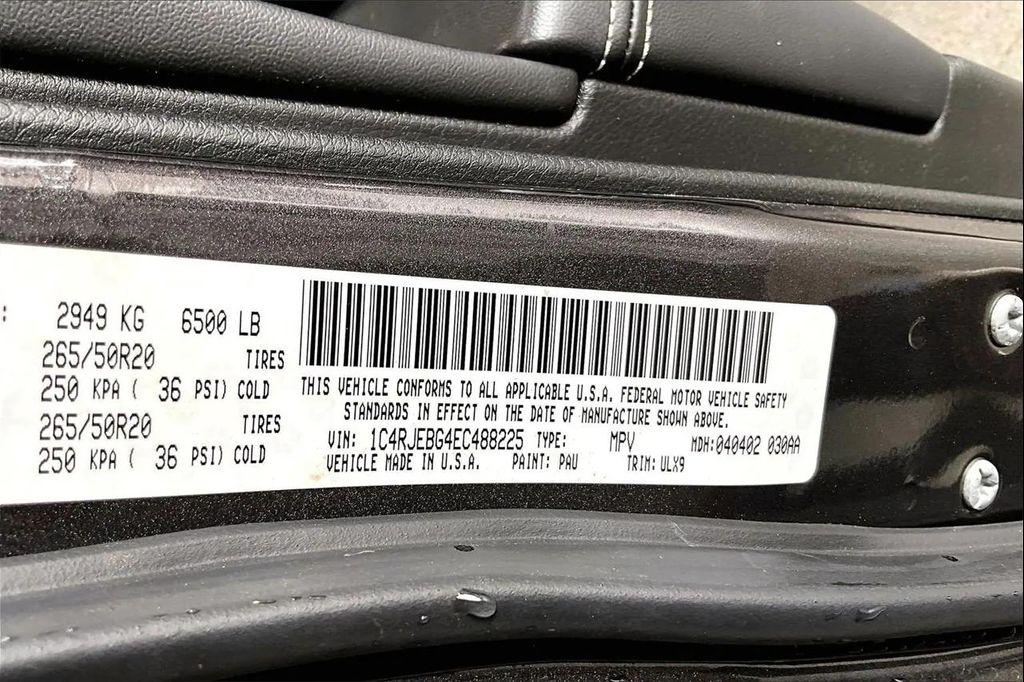 : 2949 KG 6500 LB
265/50R20 TIRES
250 KPA ( 36 PSI) COLD
265/50R20 TIRES
250 KPA ( 36 PSI) COLD
THIS VEHICLE CONFORMS TO ALL APPLICABLE U.S.A. FEDERAL MOTOR VEHICLE SAFETY
STANDARDS IN EFFECT ON THE DATE OF MANUFACTURE SHOWN ABOVE.
VIN: 1C4RJEBG4EC488225 TYPE: MPV MDH:040402 030AA
VEHICLE MADE IN U.S.A. PAINT: PAU TRIM: ULX9